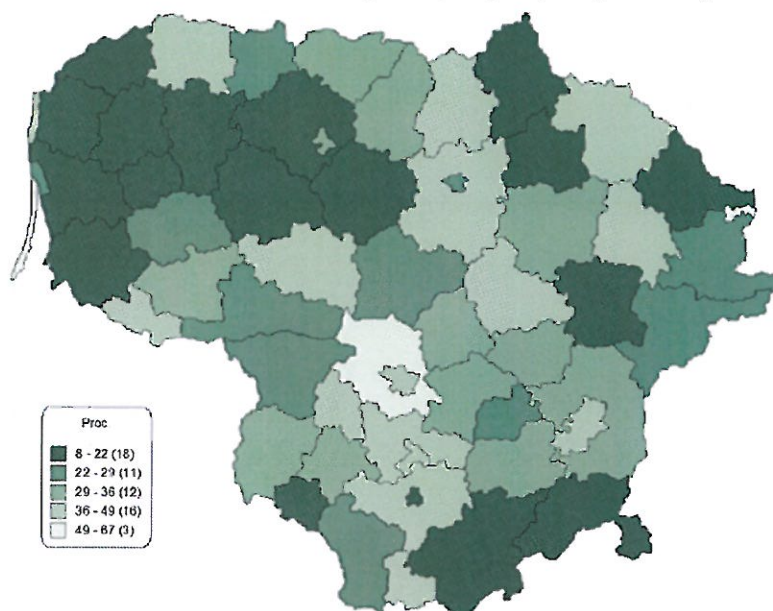 Proc
8 - 22 (18)
22 - 29 (11)
29 - 36 (12)
36 - 49 (16)
49 - 67 (3)